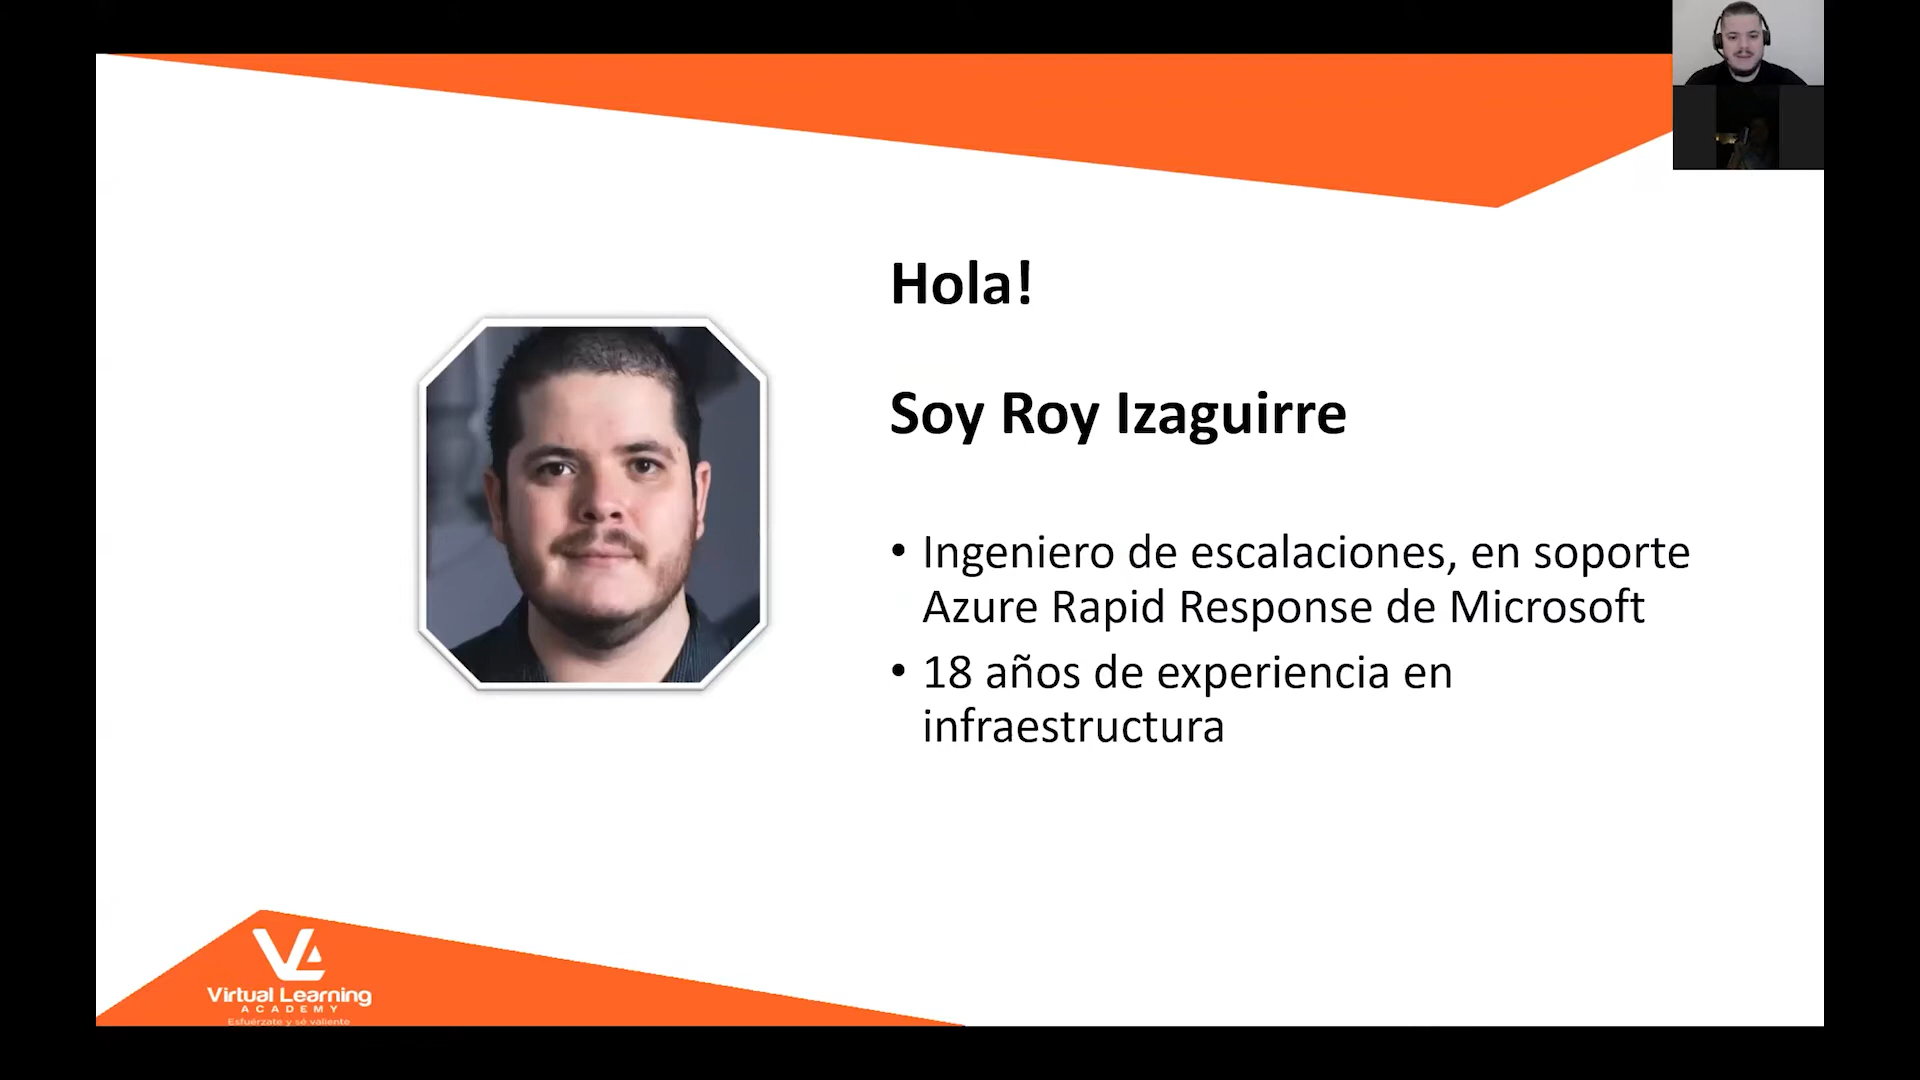 Hola!
Soy Roy Izaguirre
• Ingeniero de escalaciones, en soporte
Azure Rapid Response de Microsoft
• 18 años de experiencia en
infraestructura
VLA
Virtual Learning
ACADEMY
Esfuérzate y sé valiente